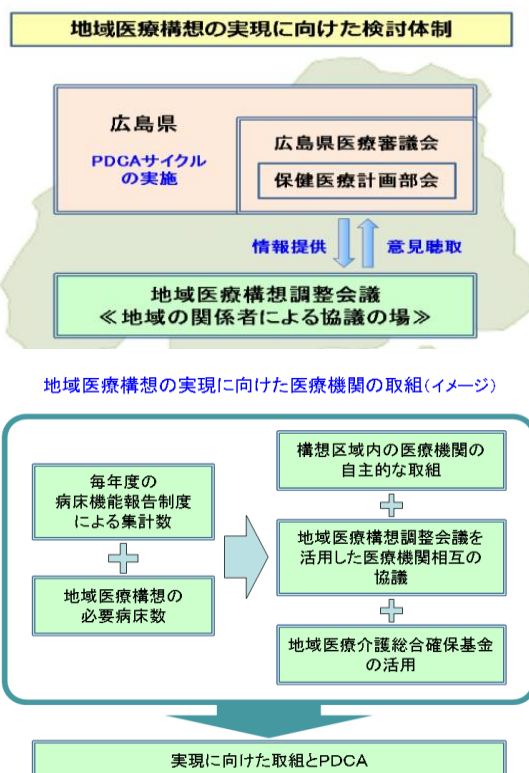 地域医療構想の実現に向けた検討体制
広島県
PDCAサイクル
の実施
広島県医療審議会
保健医療計画部会
情報提供
意見聴取
地域医療構想調整会議
≪地域の関係者による協議の場≫
地域医療構想の実現に向けた医療機関の取組(イメージ)
毎年度の
病床機能報告制度
による集計数
地域医療構想の
必要病床数
構想区域内の医療機関の
自主的な取組
地域医療構想調整会議を
活用した医療機関相互の
協議
地域医療介護総合確保基金
の活用
実現に向けた取組とPDCA